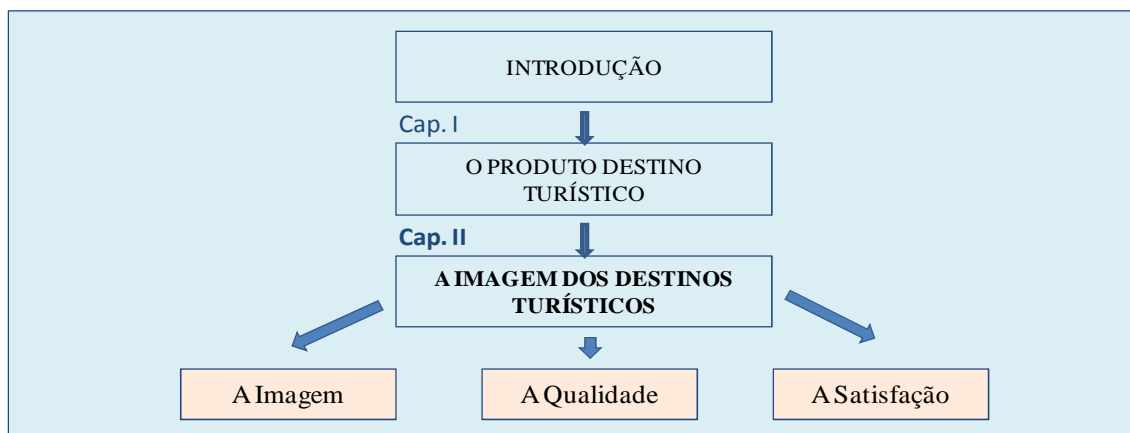 INTRODUÇÃO
Cap. I
O PRODUTO DESTINO
TURÍSTICO
Cap. II
A IMAGEM DOS DESTINOS
TURÍSTICOS
A Imagem
A Qualidade
A Satisfação